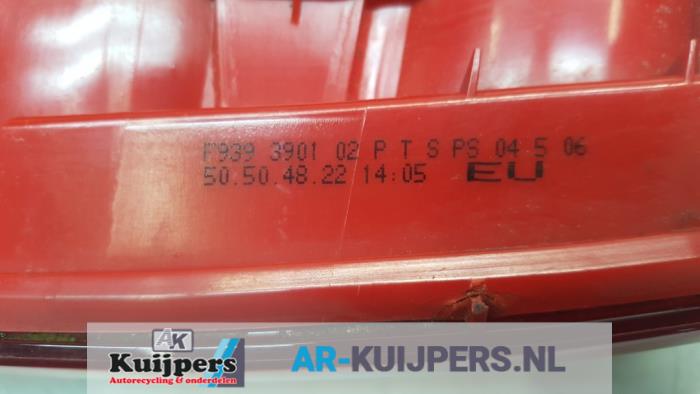 F939 3901 02 P T S PS 04 5 06
50.50.48.22 14:05 EU
AK
Kuijpers
Autorecycling & onderdelen
AR-KUIJPERS.NL